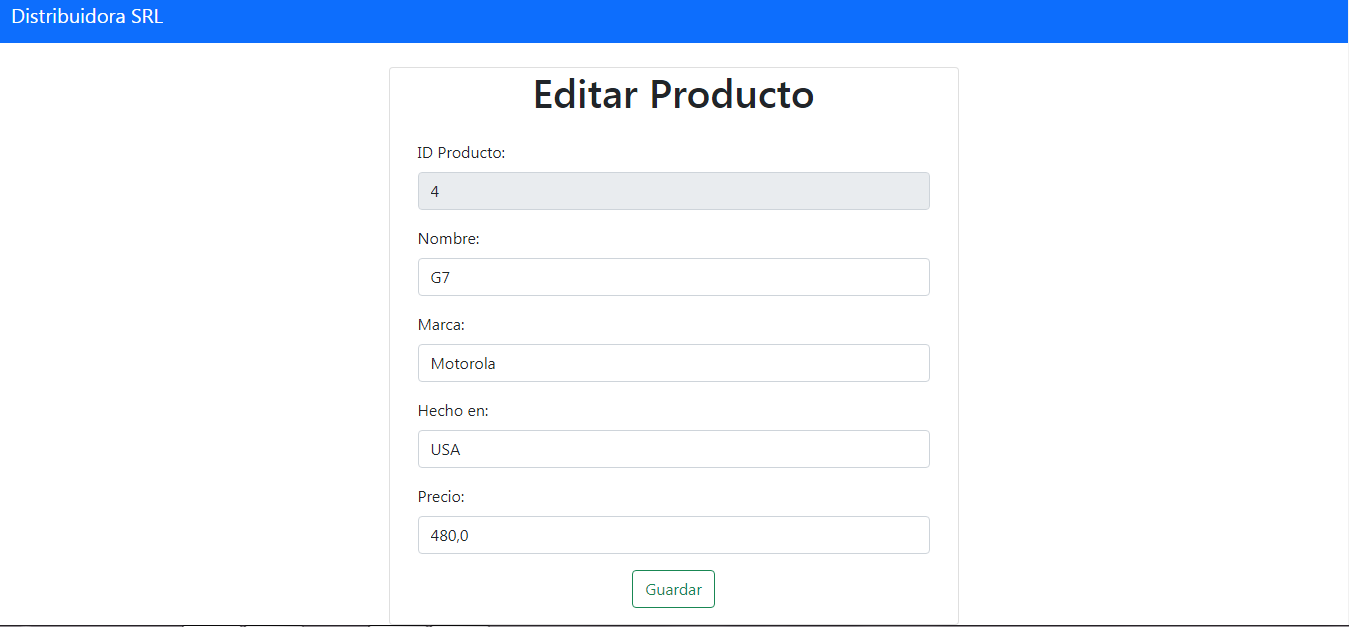 Distribuidora SRL
Editar Producto
ID Producto:
4
Nombre:
G7
Marca:
Motorola
Hecho en:
USA
Precio:
480,0
Guardar